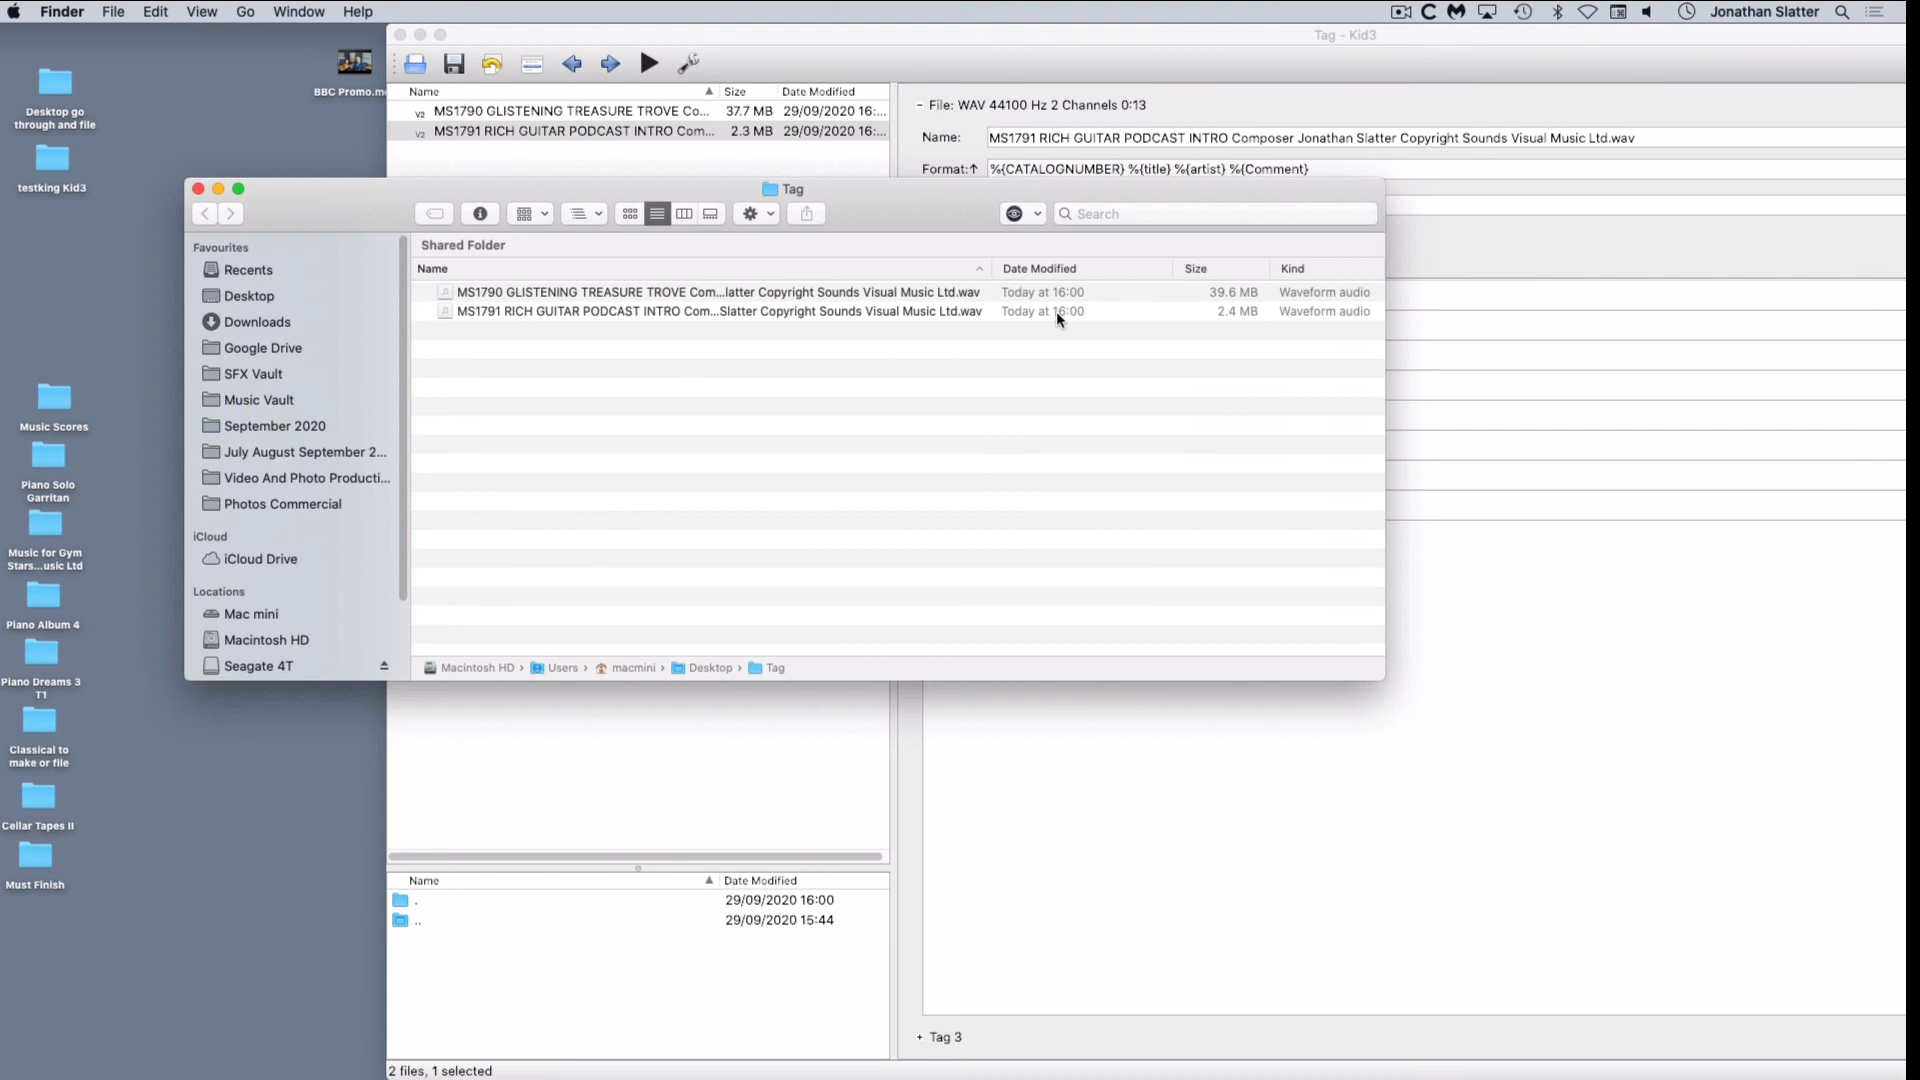 Finder File Edit View Go Window Help
Jonathan Slatter
Desktop go
through and file
testking Kid3
Music Scores
Piano Solo
Garritan
Music for Gym
Stars...usic Ltd
Piano Album 4
Piano Dreams 3
T1
Classical to
make or file
Cellar Tapes II
Must Finish
Tag - Kid3
Name Size Date Modified
V2 MS1790 GLISTENING TREASURE TROVE Co... 37.7 MB 29/09/2020 16:...
V2 MS1791 RICH GUITAR PODCAST INTRO Com... 2.3 MB 29/09/2020 16:...
- File: WAV 44100 Hz 2 Channels 0:13
Name: MS1791 RICH GUITAR PODCAST INTRO Composer Jonathan Slatter Copyright Sounds Visual Music Ltd.wav
Format:↑ %{CATALOGNUMBER} %{title} %{artist} %{Comment}
Tag
Search
Favourites
Recents
Desktop
Downloads
Google Drive
SFX Vault
Music Vault
September 2020
July August September 2...
Video And Photo Producti...
Photos Commercial
iCloud
iCloud Drive
Locations
Mac mini
Macintosh HD
Seagate 4T
Shared Folder
Name Date Modified Size Kind
MS1790 GLISTENING TREASURE TROVE Com...latter Copyright Sounds Visual Music Ltd.wav Today at 16:00 39.6 MB Waveform audio
MS1791 RICH GUITAR PODCAST INTRO Com...Slatter Copyright Sounds Visual Music Ltd.wav Today at 16:00 2.4 MB Waveform audio
Macintosh HD › Users › macmini › Desktop › Tag
Name Date Modified
. 29/09/2020 16:00
.. 29/09/2020 15:44
+ Tag 3
2 files, 1 selected